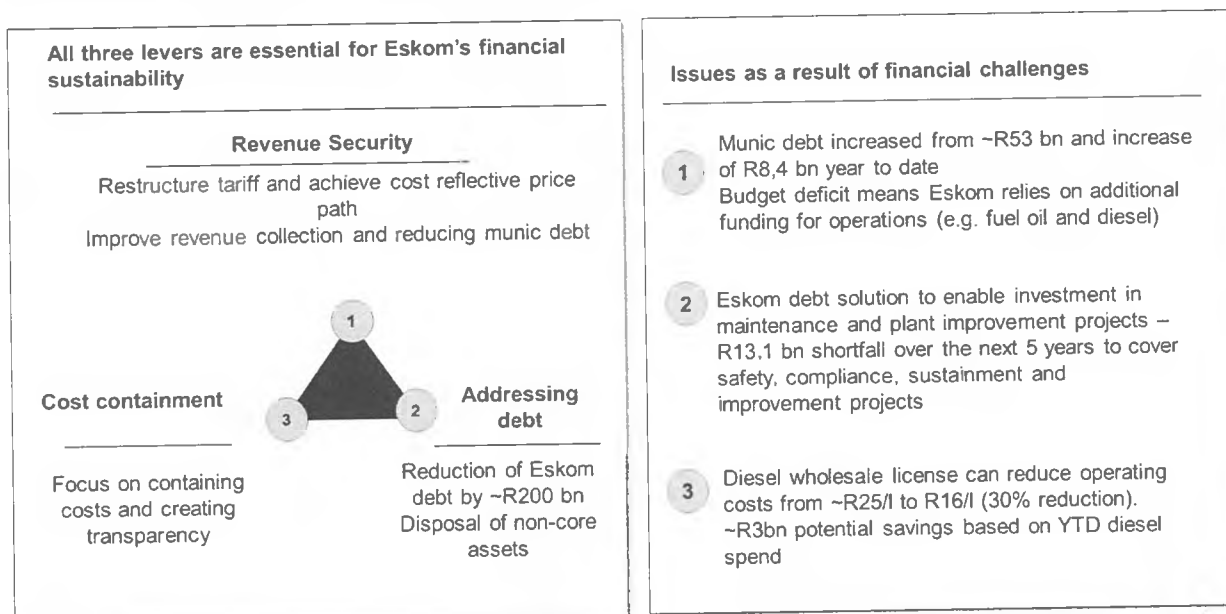 All three levers are essential for Eskom's financial
sustainability
Revenue Security
Restructure tariff and achieve cost reflective price
path
Improve revenue collection and reducing munic debt
1
Cost containment
3
2
Addressing
debt
Focus on containing
costs and creating
transparency
Reduction of Eskom
debt by ~R200 bn
Disposal of non-core
assets
Issues as a result of financial challenges
1
Munic debt increased from ~R53 bn and increase
of R8,4 bn year to date
Budget deficit means Eskom relies on additional
funding for operations (e.g. fuel oil and diesel)
2
Eskom debt solution to enable investment in
maintenance and plant improvement projects –
R13,1 bn shortfall over the next 5 years to cover
safety, compliance, sustainment and
improvement projects
3
Diesel wholesale license can reduce operating
costs from ~R25/l to R16/l (30% reduction).
~R3bn potential savings based on YTD diesel
spend